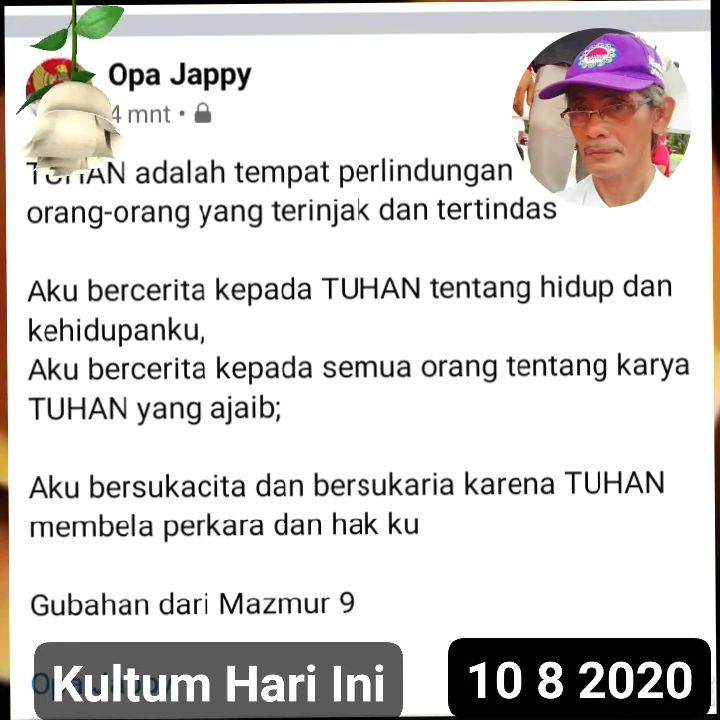 Opa Jappy
4 mnt •
TUHAN adalah tempat perlindungan
orang-orang yang terinjak dan tertindas
Aku bercerita kepada TUHAN tentang hidup dan
kehidupanku,
Aku bercerita kepada semua orang tentang karya
TUHAN yang ajaib;
Aku bersukacita dan bersukaria karena TUHAN
membela perkara dan hak ku
Gubahan dari Mazmur 9
Kultum Hari Ini
10 8 2020